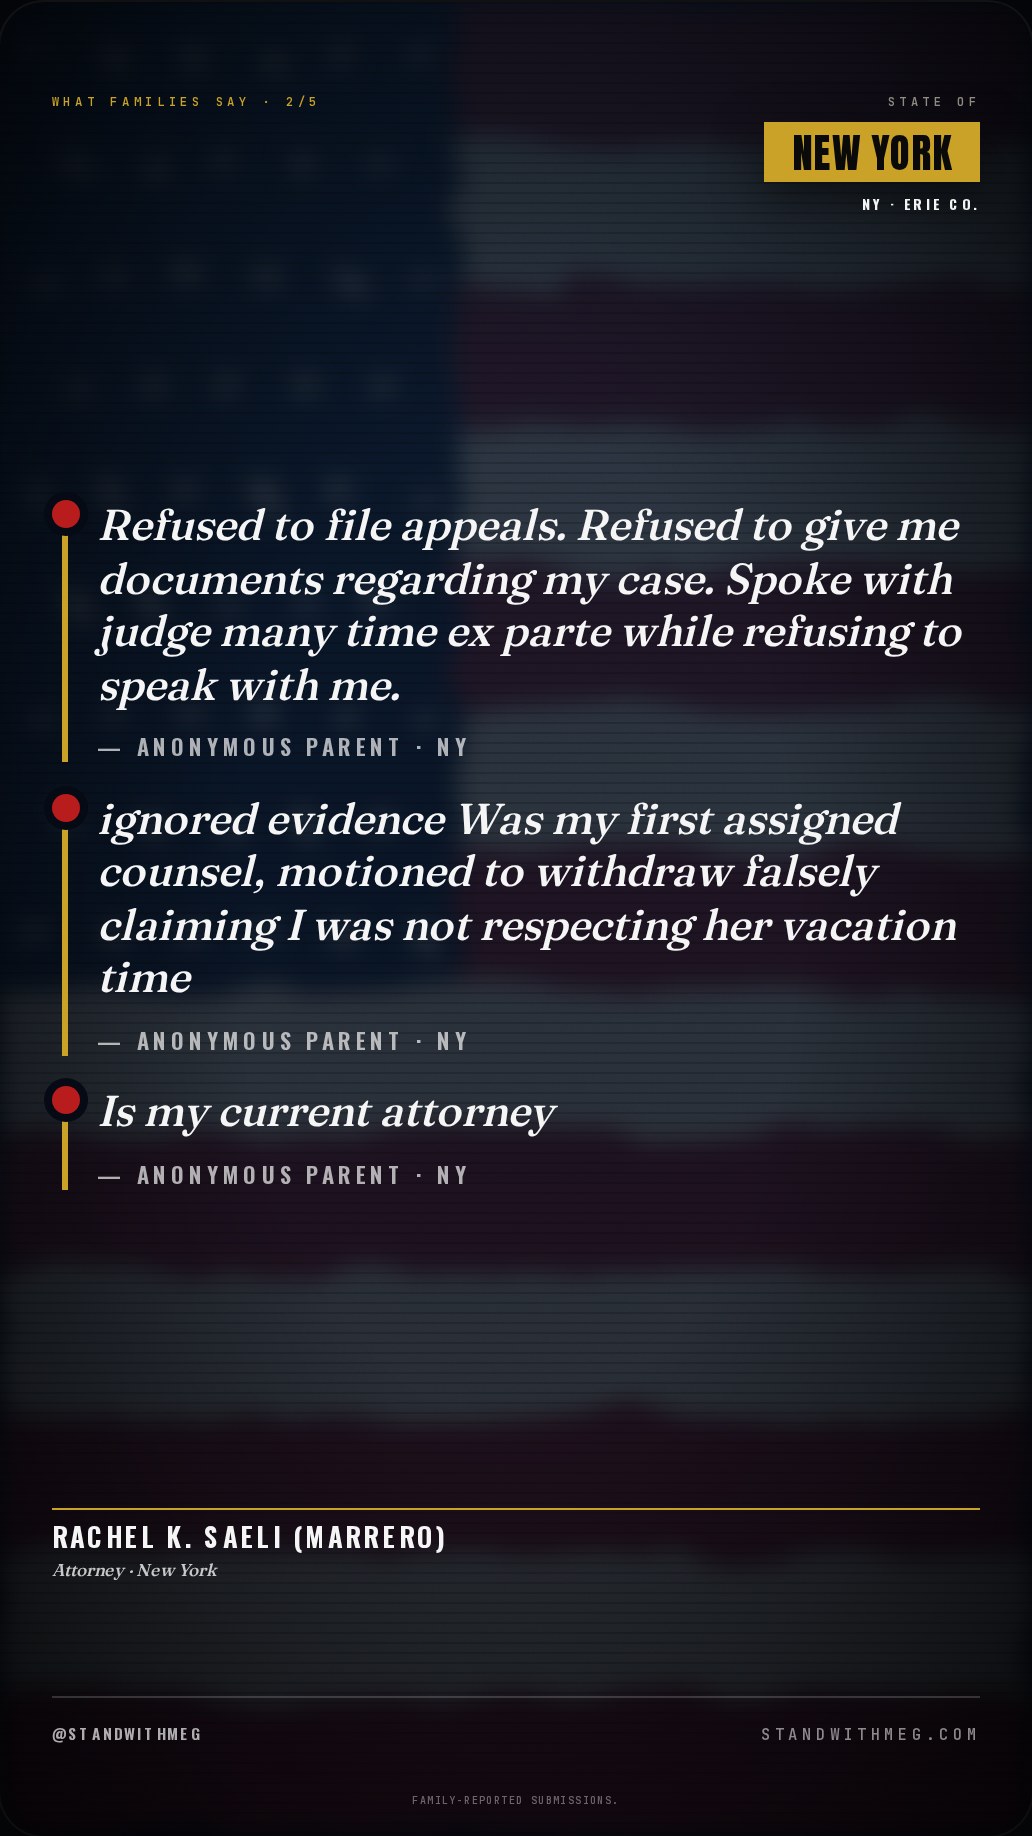 WHAT FAMILIES SAY · 2/5
STATE OF
NEW YORK
NY · ERIE CO.
Refused to file appeals. Refused to give me
documents regarding my case. Spoke with
judge many time ex parte while refusing to
speak with me.
— ANONYMOUS PARENT · NY
ignored evidence Was my first assigned
counsel, motioned to withdraw falsely
claiming I was not respecting her vacation
time
— ANONYMOUS PARENT · NY
Is my current attorney
— ANONYMOUS PARENT · NY
RACHEL K. SAELI (MARRERO)
Attorney · New York
@STANDWITHMEG
STANDWITHMEG.COM
FAMILY-REPORTED SUBMISSIONS.